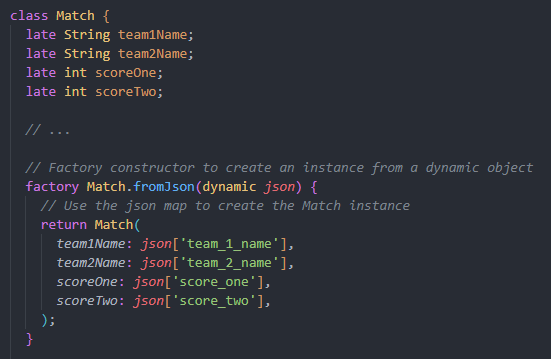 class Match {
  late String team1Name;
  late String team2Name;
  late int scoreOne;
  late int scoreTwo;

  // ...

  // Factory constructor to create an instance from a dynamic object
  factory Match.fromJson(dynamic json) {
    // Use the json map to create the Match instance
    return Match(
      team1Name: json['team_1_name'],
      team2Name: json['team_2_name'],
      scoreOne: json['score_one'],
      scoreTwo: json['score_two'],
    );
  }